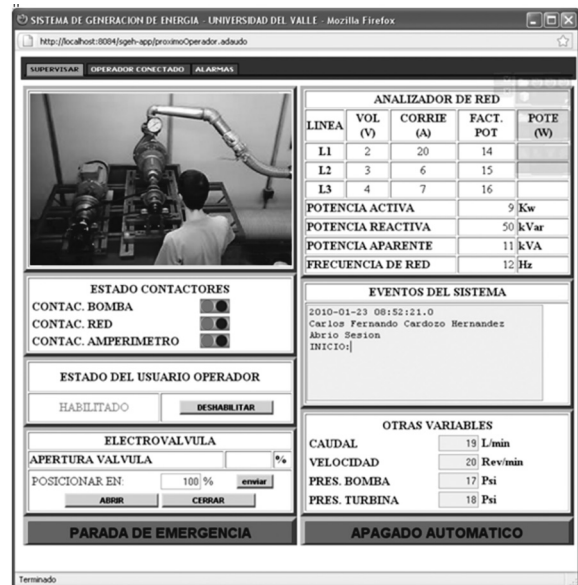 SISTEMA DE GENERACION DE ENERGIA - UNIVERSIDAD DEL VALLE - Mozilla Firefox
http://localhost:8084/sgeh-app/proximoOperador.adaudo
SUPERVISAR OPERADOR CONECTADO ALARMAS
ESTADO CONTACTORES
CONTAC. BOMBA
CONTAC. RED
CONTAC. AMPERIMETRO
ESTADO DEL USUARIO OPERADOR
HABILITADO DESHABILITAR
ELECTROVALVULA
APERTURA VALVULA %
POSICIONAR EN: 100 % enviar
ABRIR CERRAR
PARADA DE EMERGENCIA
ANALIZADOR DE RED
LINEA VOL (V) CORRIE (A) FACT. POT POTE (W)
L1 2 20 14
L2 3 6 15
L3 4 7 16
POTENCIA ACTIVA 9 Kw
POTENCIA REACTIVA 50 kVar
POTENCIA APARENTE 11 kVA
FRECUENCIA DE RED 12 Hz
EVENTOS DEL SISTEMA
2010-01-23 08:52:21.0
Carlos Fernando Cardozo Hernandez
Abrio Sesion
INICIO:
OTRAS VARIABLES
CAUDAL 19 L/min
VELOCIDAD 20 Rev/min
PRES. BOMBA 17 Psi
PRES. TURBINA 18 Psi
APAGADO AUTOMATICO
Terminado